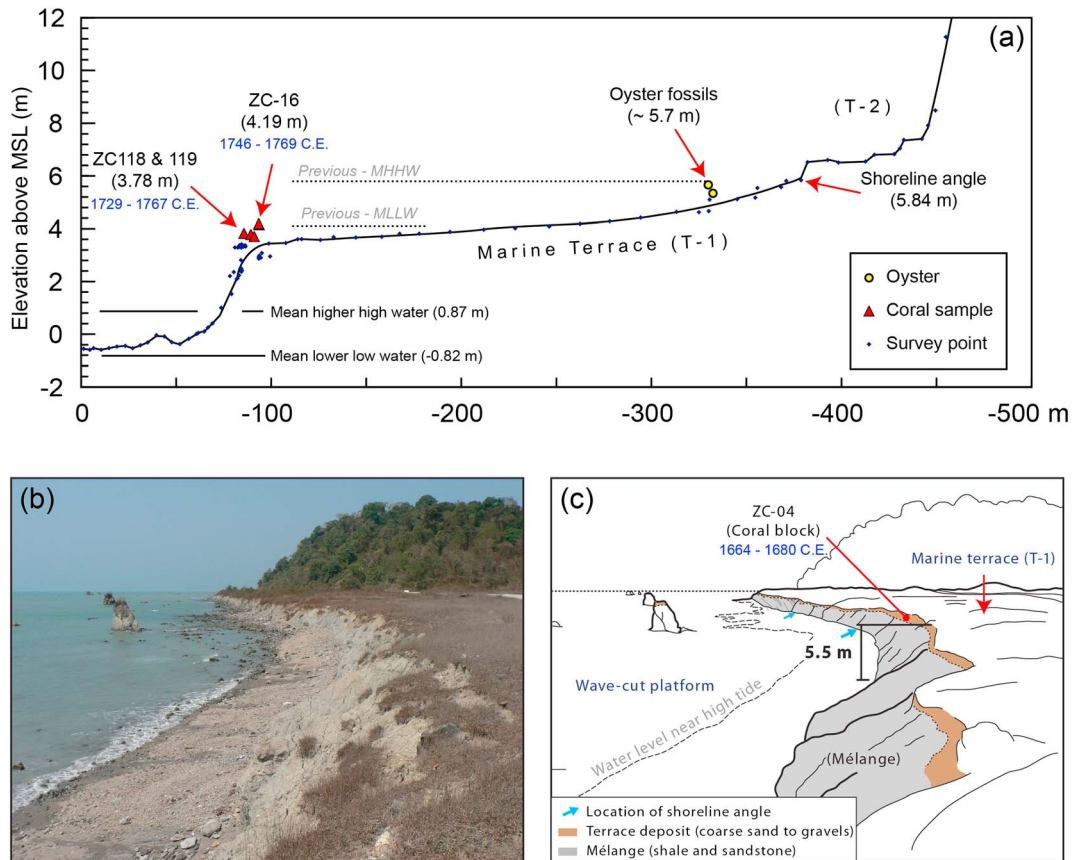 (a)
Elevation above MSL (m)
12
10
8
6
4
2
0
-2
0
-100
-200
-300
-400
-500 m
ZC-16
(4.19 m)
1746 - 1769 C.E.
ZC118 & 119
(3.78 m)
1729 - 1767 C.E.
Previous - MHHW
Previous - MLLW
Oyster fossils
(~ 5.7 m)
(T-2)
Shoreline angle
(5.84 m)
Marine Terrace (T-1)
Mean higher high water (0.87 m)
Mean lower low water (-0.82 m)
Oyster
Coral sample
Survey point
(b)
(c)
ZC-04
(Coral block)
1664 - 1680 C.E.
Marine terrace (T-1)
5.5 m
Wave-cut platform
Water level near high tide
(Mélange)
Location of shoreline angle
Terrace deposit (coarse sand to gravels)
Mélange (shale and sandstone)